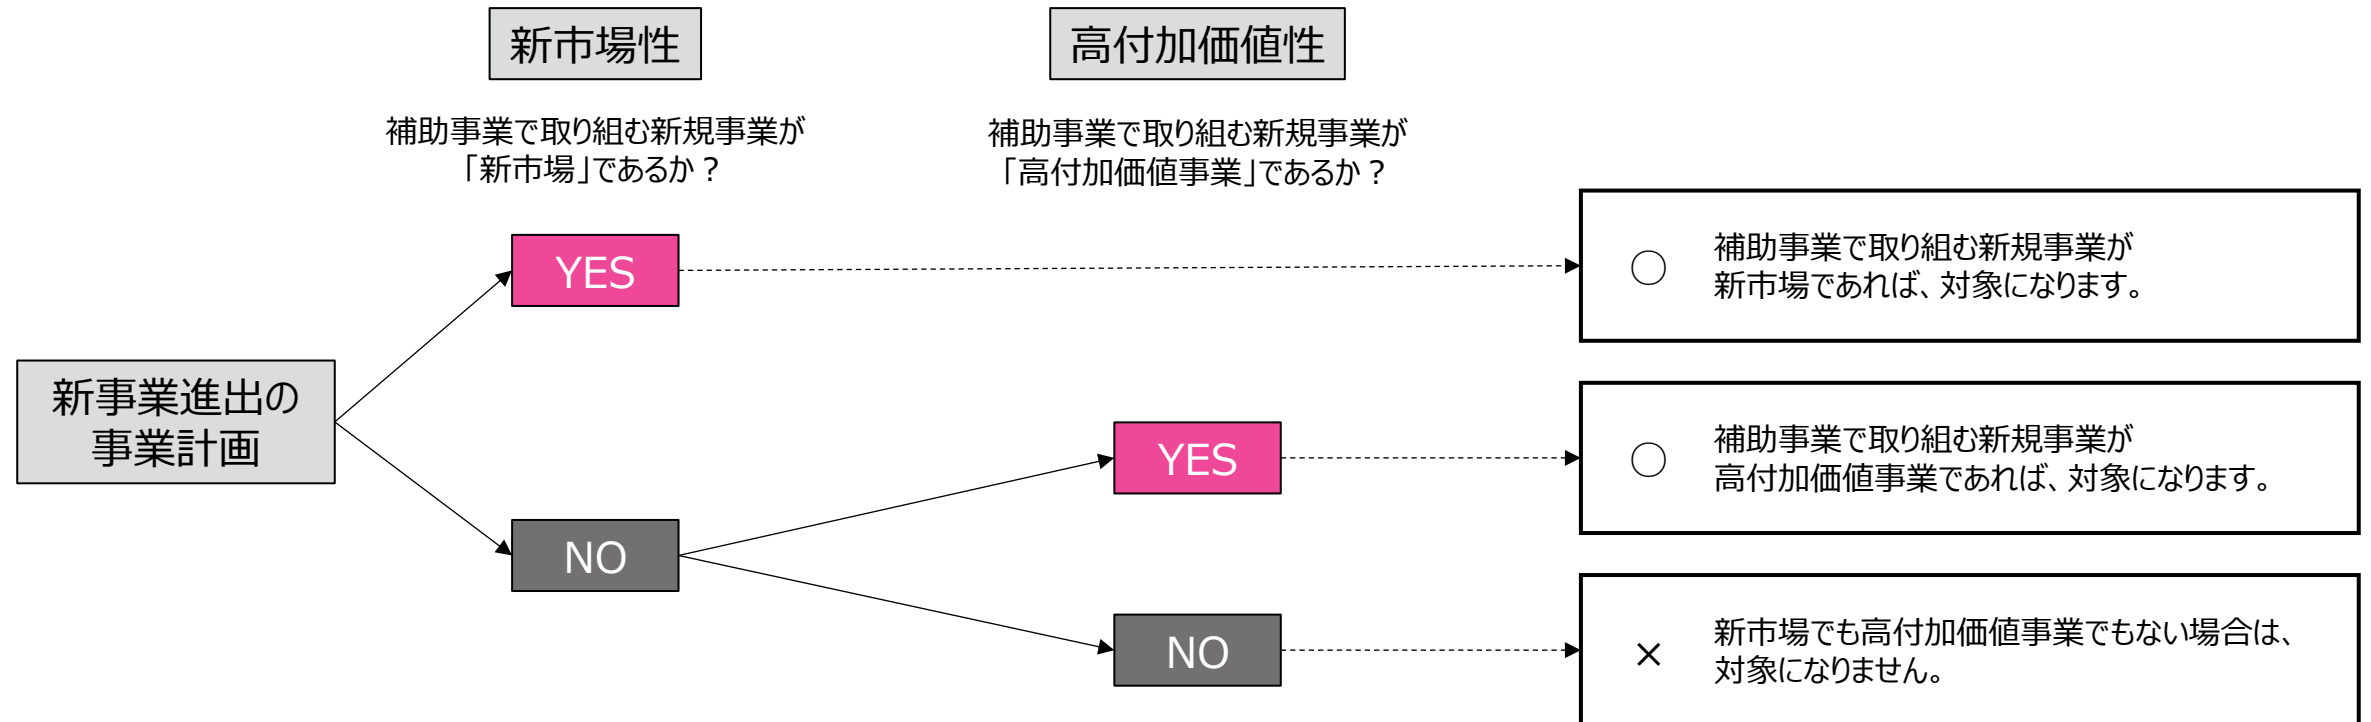 新市場性
高付加価値性
補助事業で取り組む新規事業が
「新市場」であるか？
補助事業で取り組む新規事業が
「高付加価値事業」であるか？
YES
○
補助事業で取り組む新規事業が
新市場であれば、対象になります。
新事業進出の
事業計画
YES
○
補助事業で取り組む新規事業が
高付加価値事業であれば、対象になります。
NO
NO
×
新市場でも高付加価値事業でもない場合は、
対象になりません。